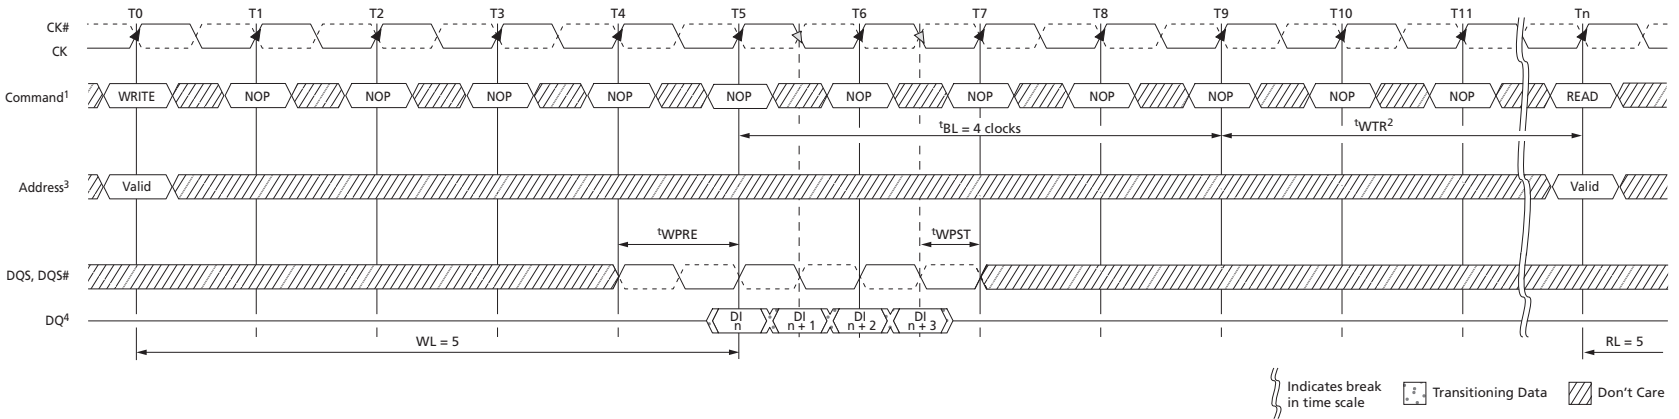 T0 T1 T2 T3 T4 T5 T6 T7 T8 T9 T10 T11 Tn
CK#
CK
Command¹ WRITE NOP NOP NOP NOP NOP NOP NOP NOP NOP NOP NOP READ
ᵗBL = 4 clocks ᵗWTR²
Address³ Valid Valid
ᵗWPRE ᵗWPST
DQS, DQS#
DQ⁴ DI n DI n + 1 DI n + 2 DI n + 3
WL = 5 RL = 5
Indicates break
in time scale
Transitioning Data
Don't Care